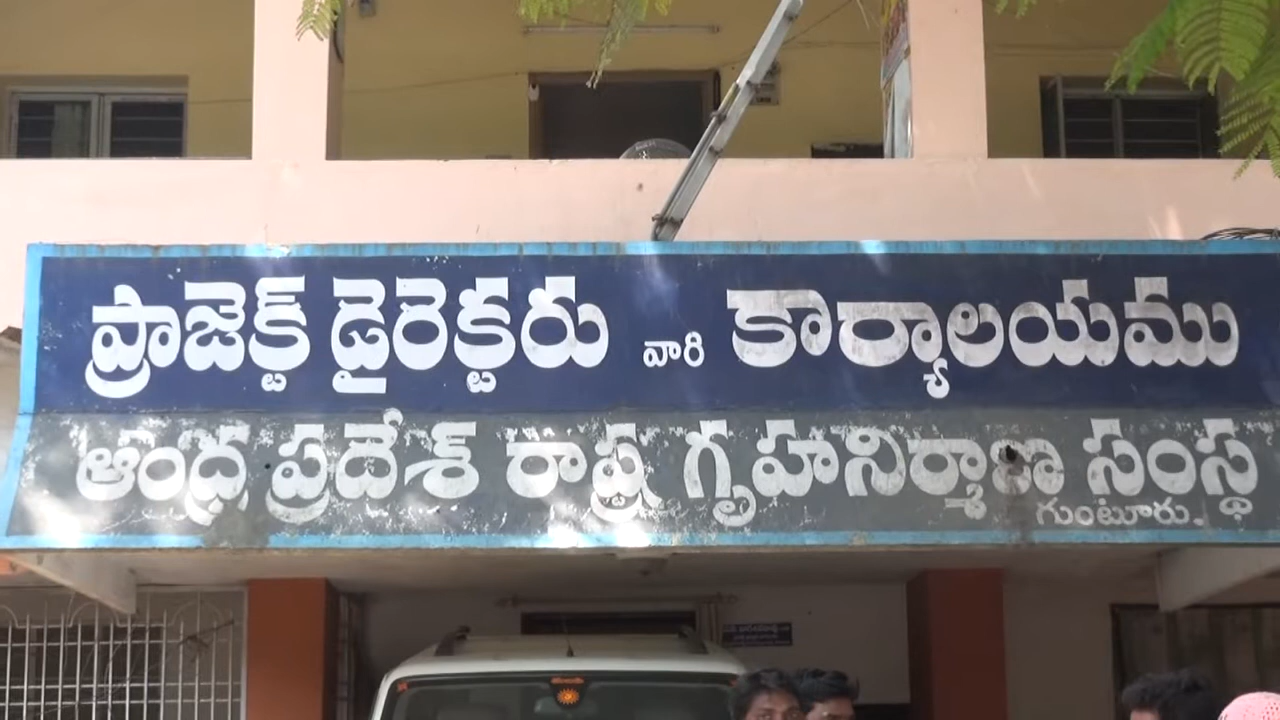 ప్రాజెక్ట్ డైరెక్టరు వారి కార్యాలయము
ఆంధ్ర ప్రదేశ్ రాష్ట్ర గృహనిర్మాణ సంస్థ
గుంటూరు.